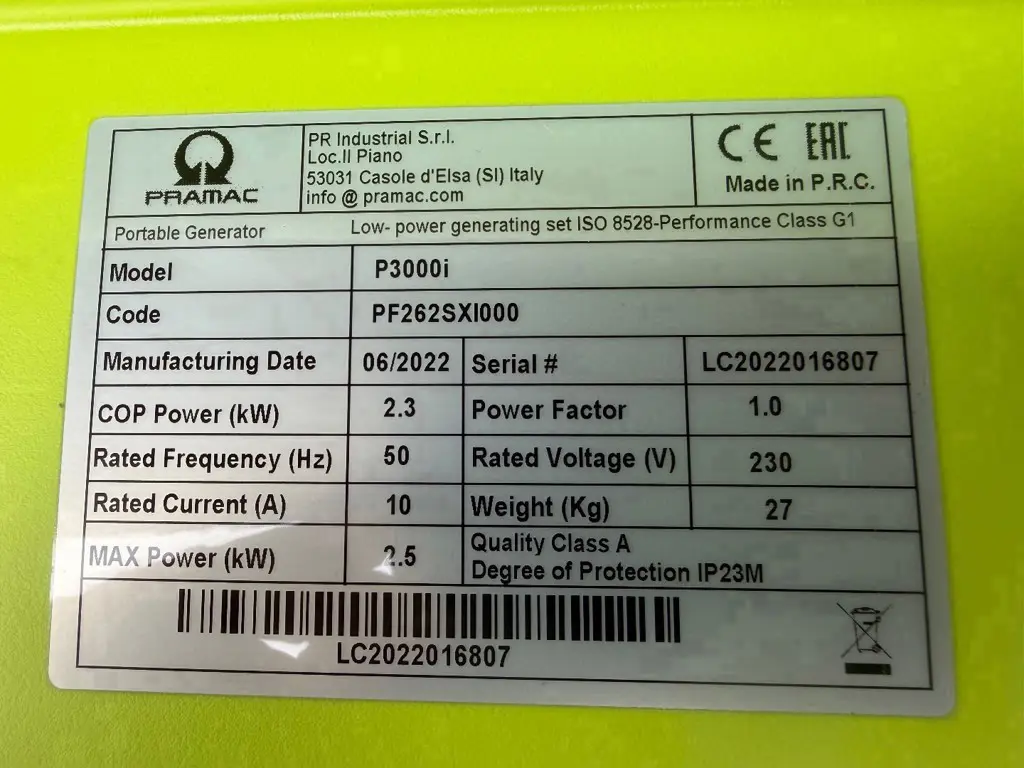 PRAMAC
PR Industrial S.r.l.
Loc.Il Piano
53031 Casole d'Elsa (SI) Italy
info @ pramac.com
CE EAC
Made in P.R.C.
Portable Generator Low- power generating set ISO 8528-Performance Class G1
Model P3000i
Code PF262SXI000
Manufacturing Date 06/2022 Serial # LC2022016807
COP Power (kW) 2.3 Power Factor 1.0
Rated Frequency (Hz) 50 Rated Voltage (V) 230
Rated Current (A) 10 Weight (Kg) 27
MAX Power (kW) 2.5 Quality Class A
Degree of Protection IP23M
LC2022016807